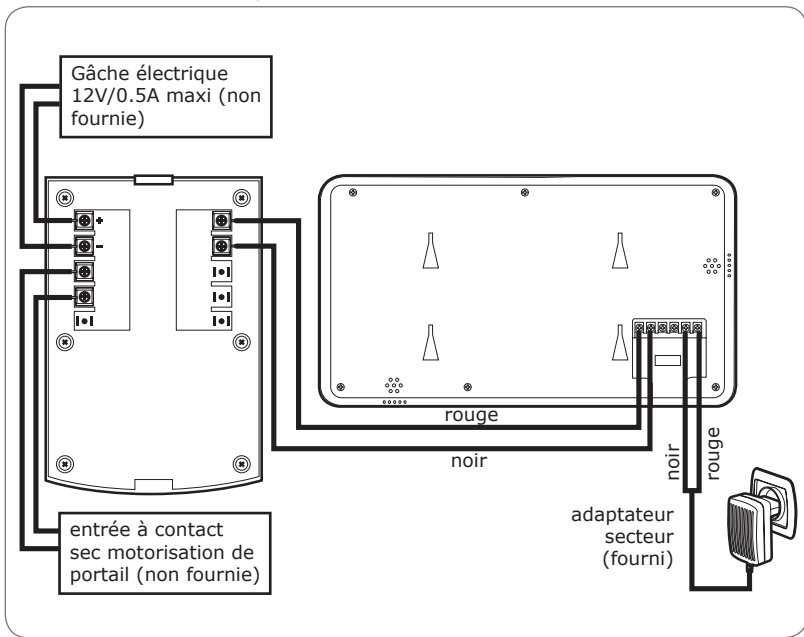 Gâche électrique
12V/0.5A maxi (non
fournie)
+
-
rouge
noir
noir
rouge
adaptateur
secteur
(fourni)
entrée à contact
sec motorisation de
portail (non fournie)